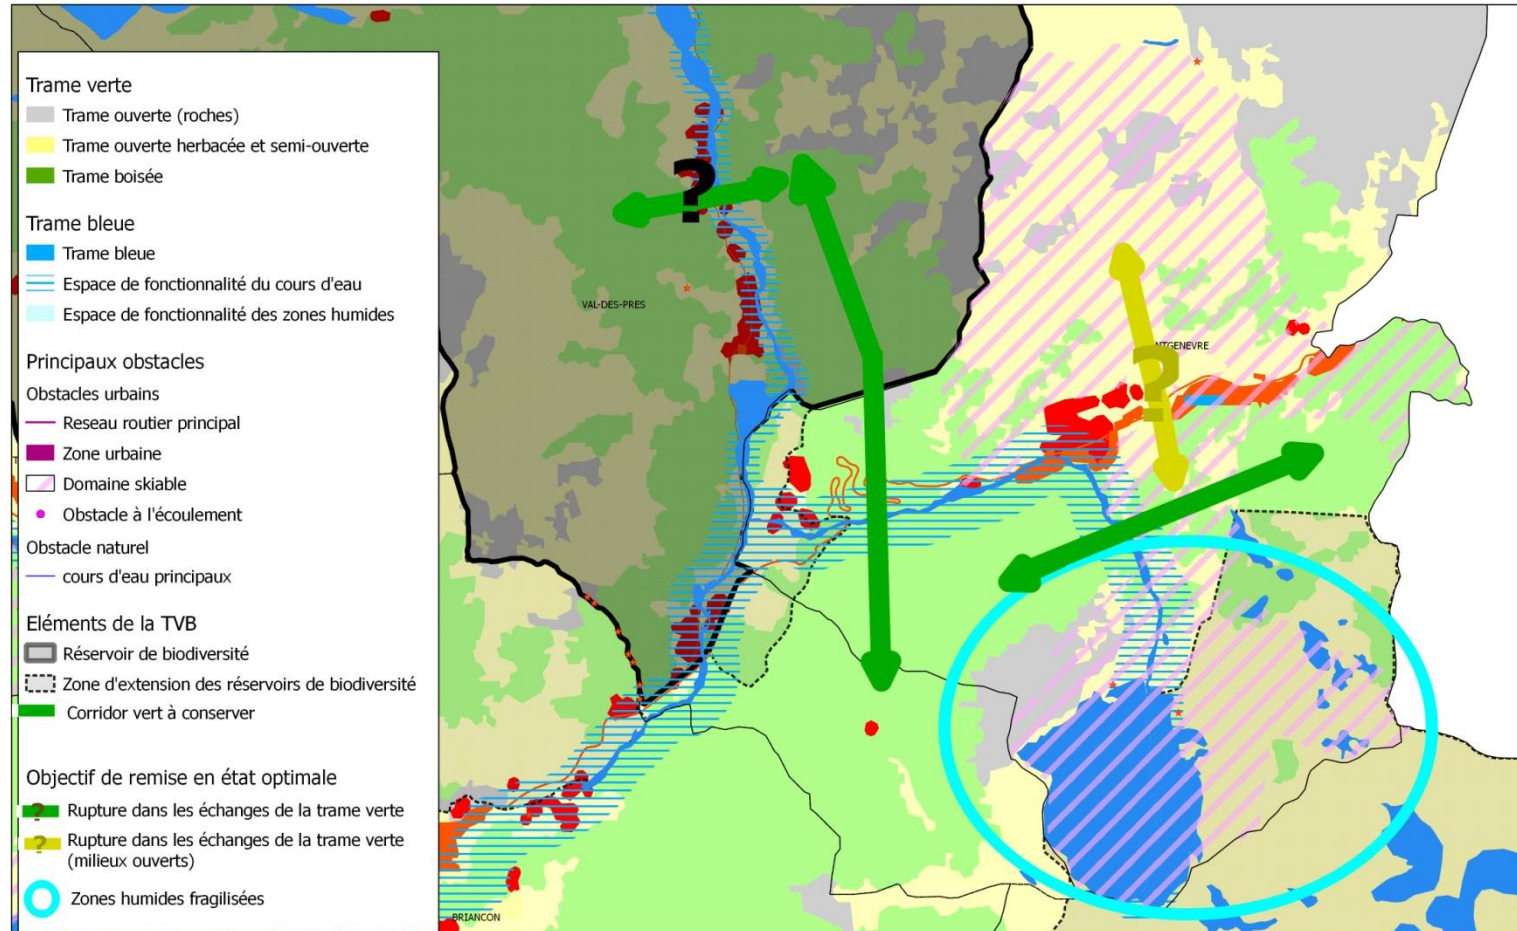 Trame verte
Trame ouverte (roches)
Trame ouverte herbacée et semi-ouverte
Trame boisée
Trame bleue
Trame bleue
Espace de fonctionnalité du cours d'eau
Espace de fonctionnalité des zones humides
Principaux obstacles
Obstacles urbains
Reseau routier principal
Zone urbaine
Domaine skiable
Obstacle à l'écoulement
Obstacle naturel
cours d'eau principaux
Eléments de la TVB
Réservoir de biodiversité
Zone d'extension des réservoirs de biodiversité
Corridor vert à conserver
Objectif de remise en état optimale
? Rupture dans les échanges de la trame verte
? Rupture dans les échanges de la trame verte
(milieux ouverts)
Zones humides fragilisées
?
VAL-DES-PRES
NTGENEVRE
?
BRIANCON